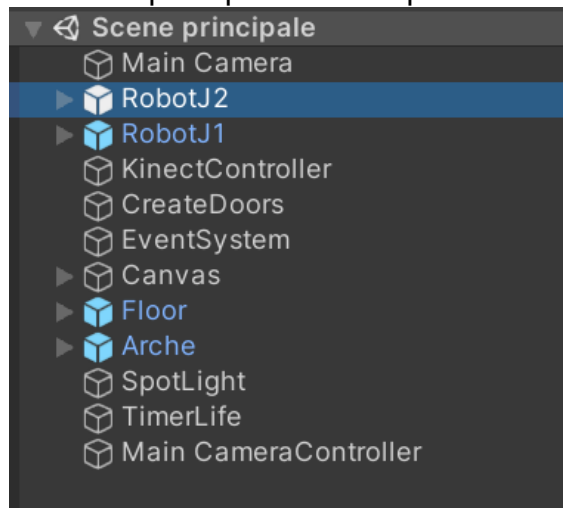 Scene principale
Main Camera
RobotJ2
RobotJ1
KinectController
CreateDoors
EventSystem
Canvas
Floor
Arche
SpotLight
TimerLife
Main CameraController